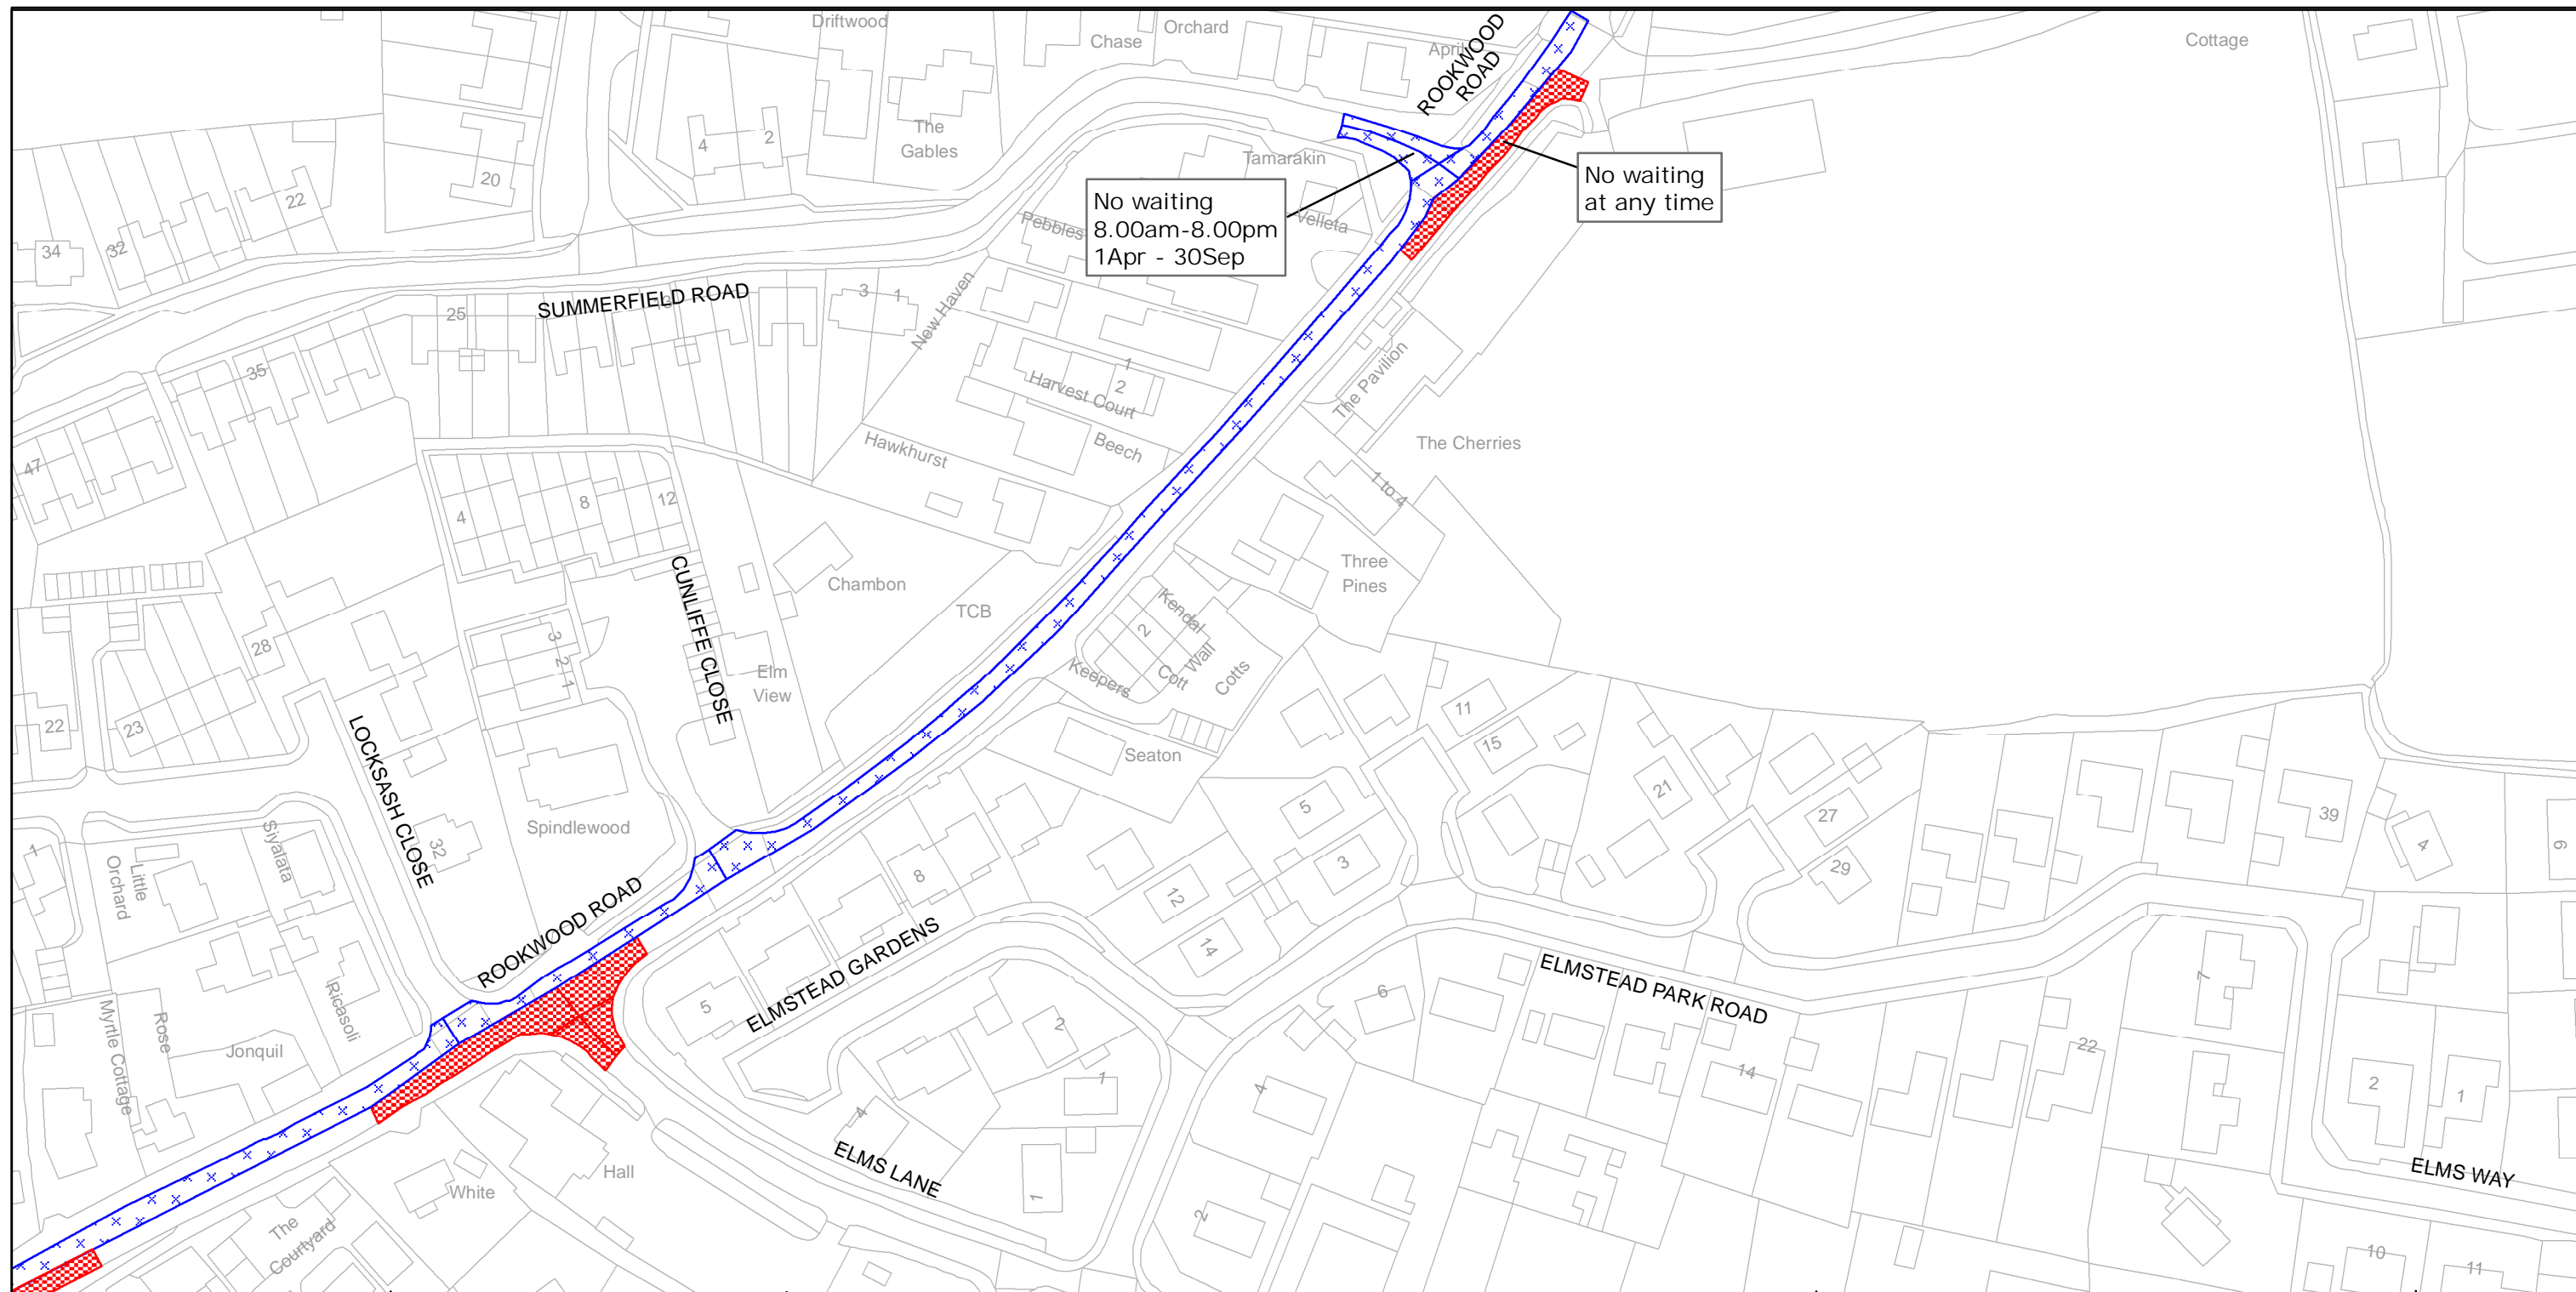 Driftwood
Chase
Orchard
April
ROOKWOOD
ROAD
Cottage
The
Gables
4
2
20
22
32
34
Tamarakin
Velleta
Pebbles
No waiting
8.00am-8.00pm
1Apr - 30Sep
No waiting
at any time
SUMMERFIELD ROAD
25
3
1
New Haven
35
47
1
2
Harvest Court
Beech
Hawkhurst
The Pavilion
The Cherries
1 to 4
Three
Pines
4
8
12
CUNLIFFE CLOSE
Chambon
TCB
Elm
View
Kendal
2
Wall
Cott
Cotts
Keepers
Seaton
3
2
1
28
22
23
LOCKSASH CLOSE
Spindlewood
32
Sivalata
Little
Orchard
1
ROOKWOOD ROAD
Myrtle Cottage
Rose
Ricasoli
Jonquil
8
5
ELMSTEAD GARDENS
11
15
21
5
3
12
14
27
29
39
4
6
ELMSTEAD PARK ROAD
6
7
14
22
2
1
2
1
4
4
1
2
ELMS LANE
Hall
White
The
Courtyard
ELMS WAY
10
11